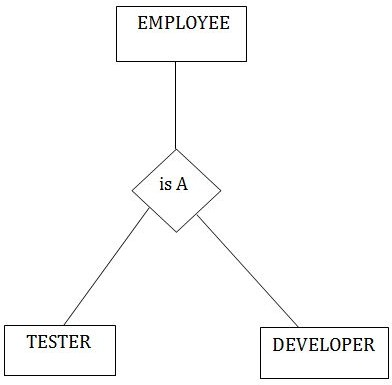 EMPLOYEE
is A
TESTER
DEVELOPER